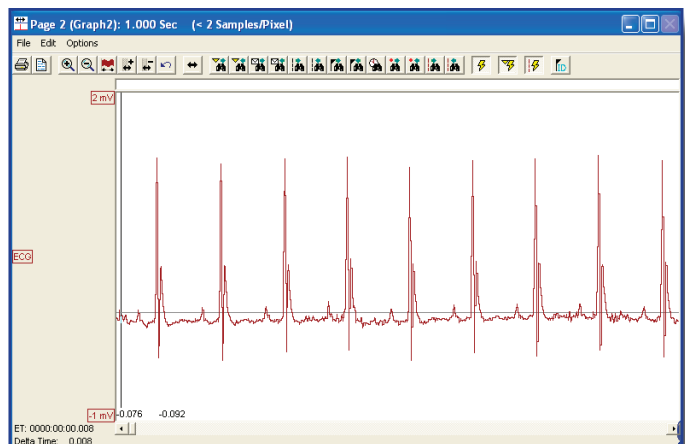 Page 2 (Graph2): 1.000 Sec (< 2 Samples/Pixel)
File Edit Options
2 mV
ECG
-1 mV -0.076 -0.092
ET: 0000:00:00.008
Delta Time: 0.008